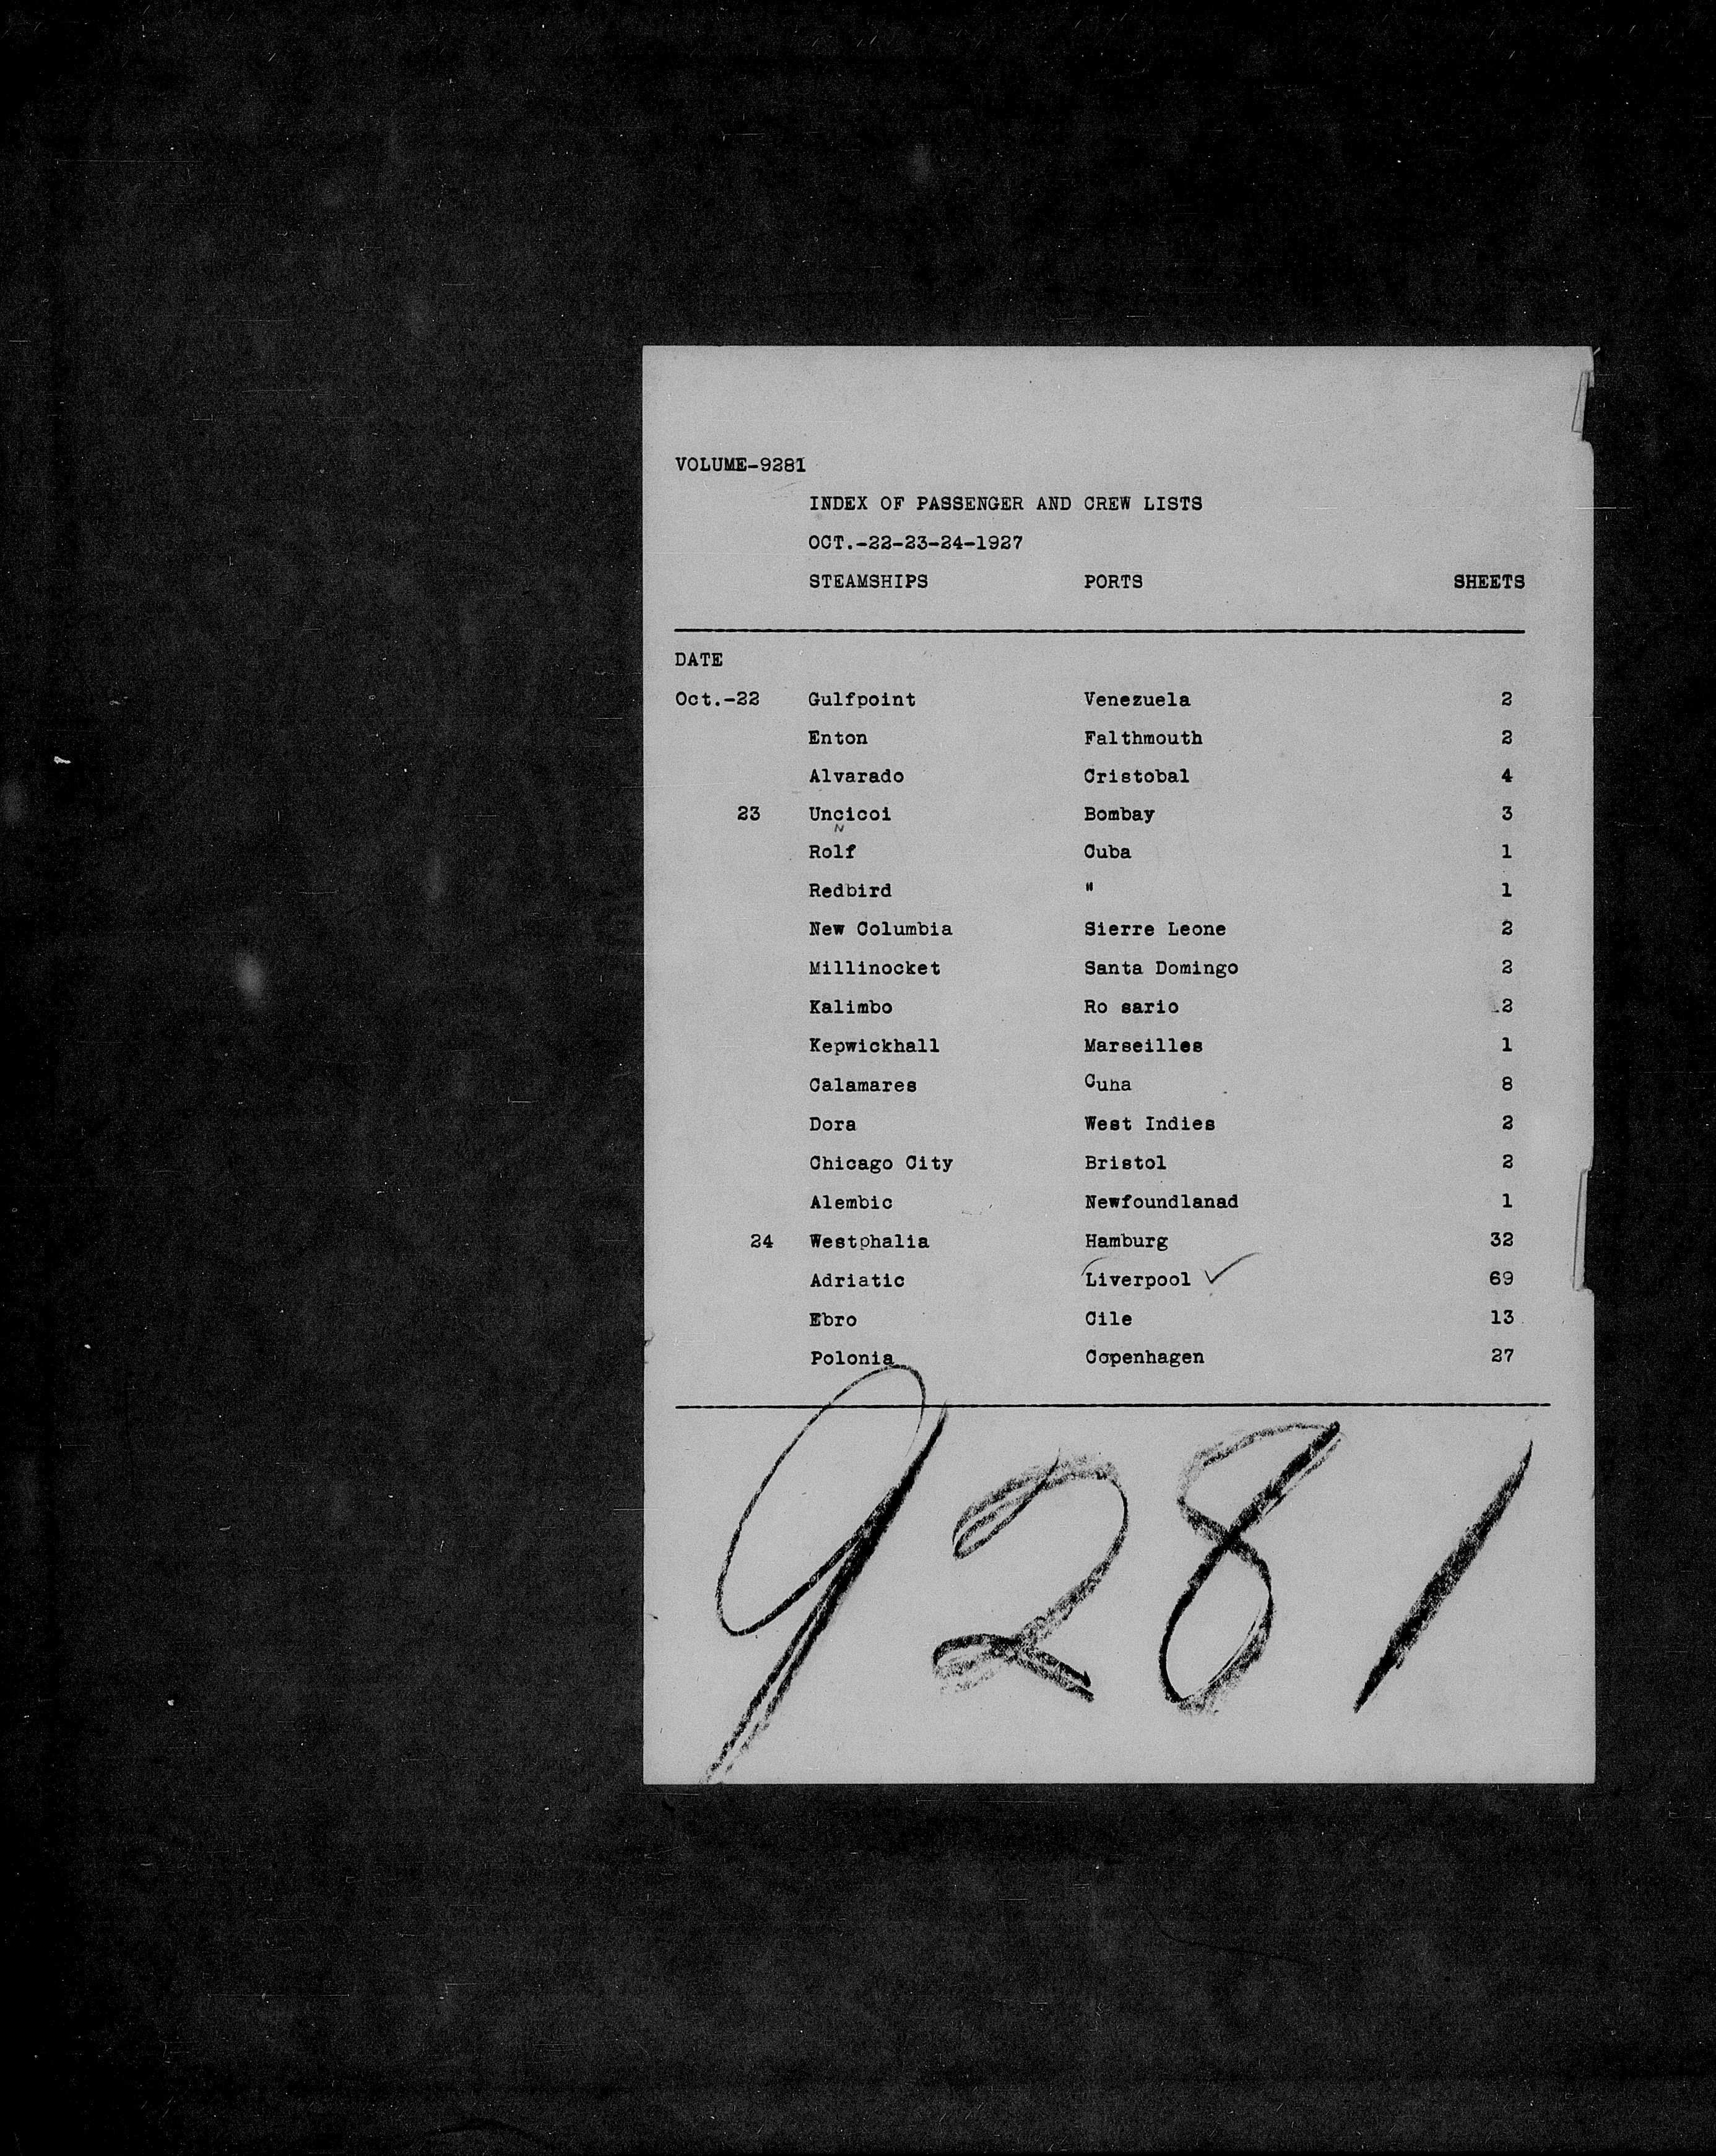 VOLUME-9281
INDEX OF PASSENGER AND CREW LISTS
OCT.-22-23-24-1927
STEAMSHIPS PORTS SHEETS
DATE
Oct.-22 Gulfpoint Venezuela 2
Enton Falthmouth 2
Alvarado Cristobal 4
23 Uncicoi Bombay 3
N
Rolf Cuba 1
Redbird " 1
New Columbia Sierre Leone 2
Millinocket Santa Domingo 2
Kalimbo Ro sario 2
Kepwickhall Marseilles 1
Calamares Cuna 8
Dora West Indies 2
Chicago City Bristol 2
Alembic Newfoundlanad 1
24 Westphalia Hamburg 32
Adriatic Liverpool ✓ 69
Ebro Cile 13
Polonia Copenhagen 27
9281